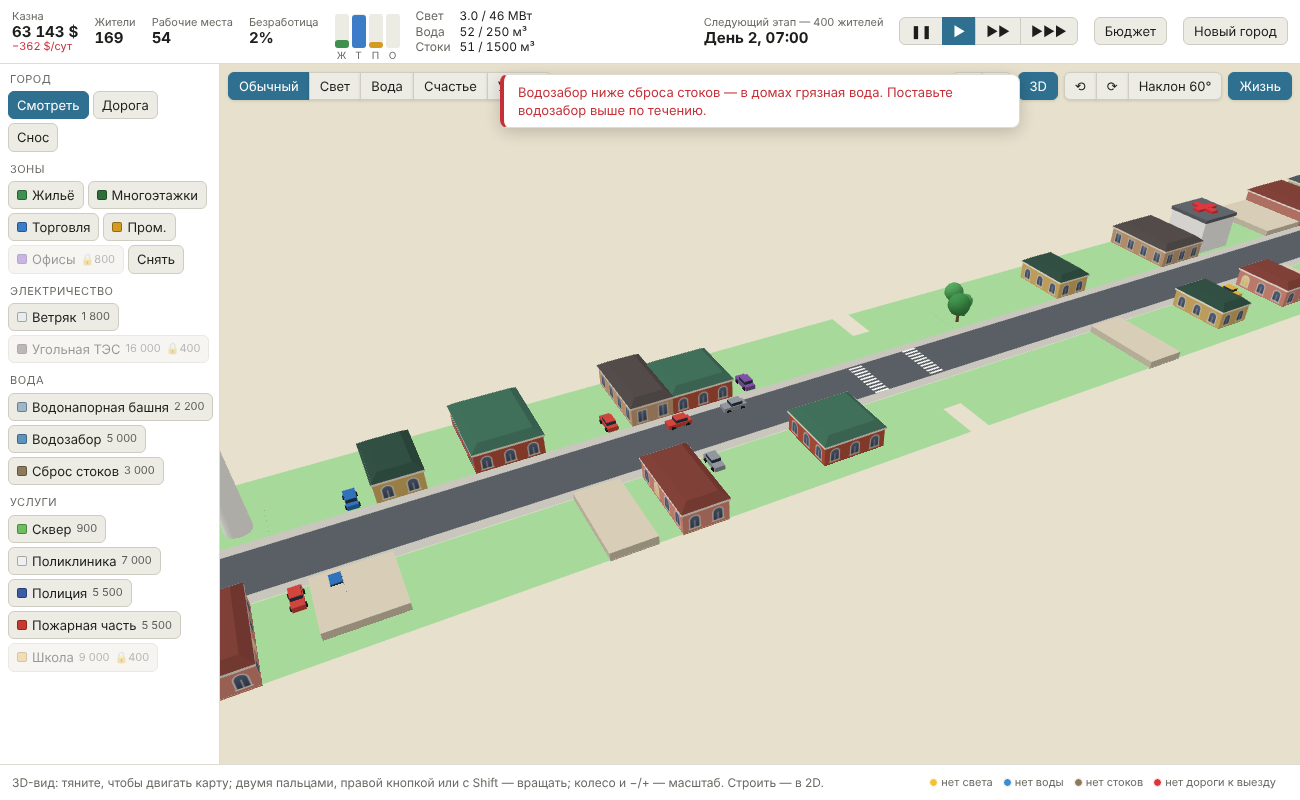 Казна
63 143 $
−362 $/сут
Жители
169
Рабочие места
54
Безработица
2%
Ж Т П О
Свет 3.0 / 46 МВт
Вода 52 / 250 м³
Стоки 51 / 1500 м³
Следующий этап — 400 жителей
День 2, 07:00
Бюджет
Новый город
ГОРОД
Смотреть
Дорога
Снос
ЗОНЫ
Жильё
Многоэтажки
Торговля
Пром.
Офисы 800
Снять
ЭЛЕКТРИЧЕСТВО
Ветряк 1 800
Угольная ТЭС 16 000 400
ВОДА
Водонапорная башня 2 200
Водозабор 5 000
Сброс стоков 3 000
УСЛУГИ
Сквер 900
Поликлиника 7 000
Полиция 5 500
Пожарная часть 5 500
Школа 9 000 400
Обычный
Свет
Вода
Счастье
Водозабор ниже сброса стоков — в домах грязная вода. Поставьте
водозабор выше по течению.
3D
Наклон 60°
Жизнь
3D-вид: тяните, чтобы двигать карту; двумя пальцами, правой кнопкой или с Shift — вращать; колесо и −/+ — масштаб. Строить — в 2D.
нет света
нет воды
нет стоков
нет дороги к выезду